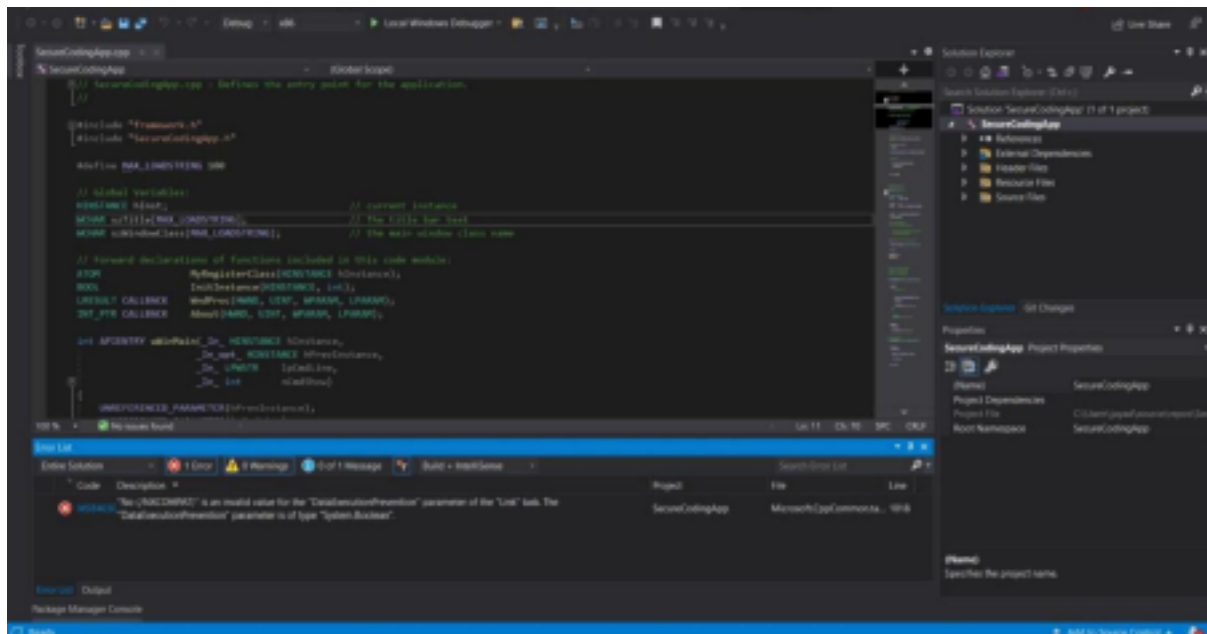 Debug
x86
Local Windows Debugger
Live Share
Toolbox
SecureCodingApp.cpp
SecureCodingApp
(Global Scope)
// SecureCodingApp.cpp : Defines the entry point for the application.
//
#include "framework.h"
#include "SecureCodingApp.h"
#define MAX_LOADSTRING 100
// Global Variables:
HINSTANCE hInst; // current instance
WCHAR szTitle[MAX_LOADSTRING]; // The title bar text
WCHAR szWindowClass[MAX_LOADSTRING]; // the main window class name
// Forward declarations of functions included in this code module:
ATOM MyRegisterClass(HINSTANCE hInstance);
BOOL InitInstance(HINSTANCE, int);
LRESULT CALLBACK WndProc(HWND, UINT, WPARAM, LPARAM);
INT_PTR CALLBACK About(HWND, UINT, WPARAM, LPARAM);
int APIENTRY wWinMain(_In_ HINSTANCE hInstance,
_In_opt_ HINSTANCE hPrevInstance,
_In_ LPWSTR lpCmdLine,
_In_ int nCmdShow)
{
UNREFERENCED_PARAMETER(hPrevInstance);
100 %
No issues found
Ln: 11 Ch: 10 SPC CRLF
Error List
Entire Solution
1 Error
0 Warnings
0 of 1 Message
Build + IntelliSense
Search Error List
Code Description Project File Line
"No (/NXCOMPAT)" is an invalid value for the "DataExecutionPrevention" parameter of the "Link" task. The
"DataExecutionPrevention" parameter is of type "System.Boolean".
SecureCodingApp Microsoft.CppCommon.ta... 1018
Error List Output
Package Manager Console
Ready
Solution Explorer
Search Solution Explorer (Ctrl+;)
Solution 'SecureCodingApp' (1 of 1 project)
SecureCodingApp
References
External Dependencies
Header Files
Resource Files
Source Files
Solution Explorer Git Changes
Properties
SecureCodingApp Project Properties
(Name) SecureCodingApp
Project Dependencies
Project File
Root Namespace SecureCodingApp
(Name)
Specifies the project name.
Add to Source Control